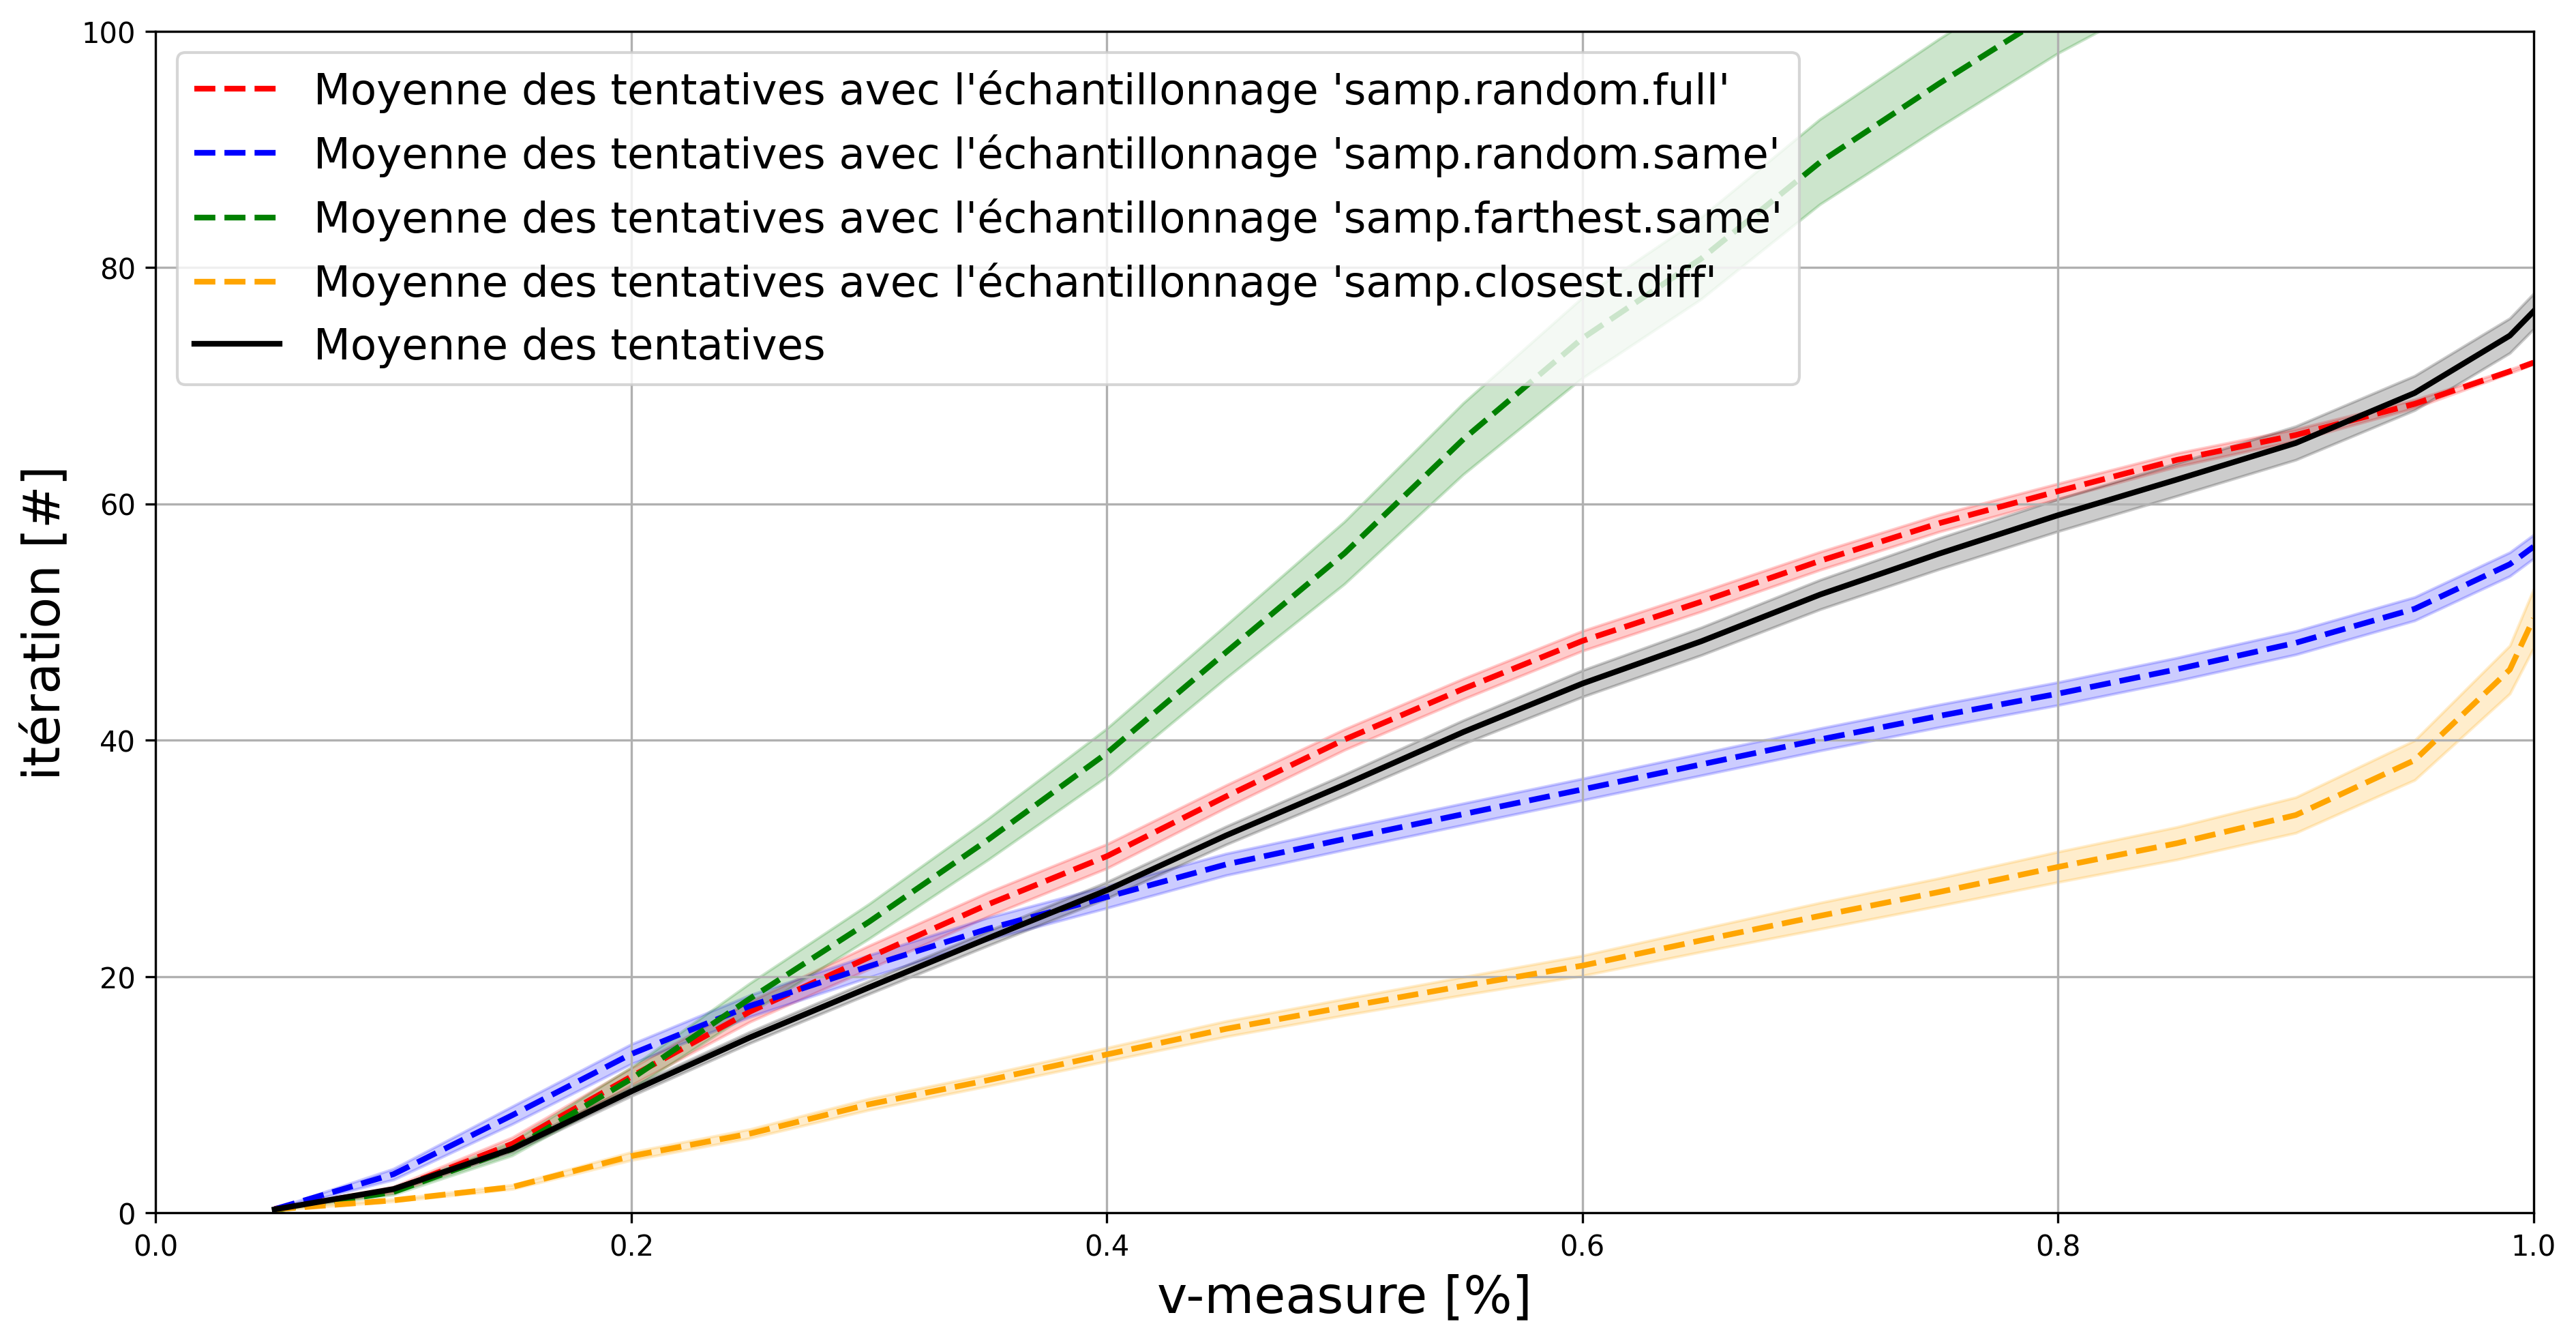 100
80
60
40
20
0
itération [#]
Moyenne des tentatives avec l'échantillonnage 'samp.random.full'
Moyenne des tentatives avec l'échantillonnage 'samp.random.same'
Moyenne des tentatives avec l'échantillonnage 'samp.farthest.same'
Moyenne des tentatives avec l'échantillonnage 'samp.closest.diff'
Moyenne des tentatives
0.0 0.2 0.4 0.6 0.8 1.0
v-measure [%]